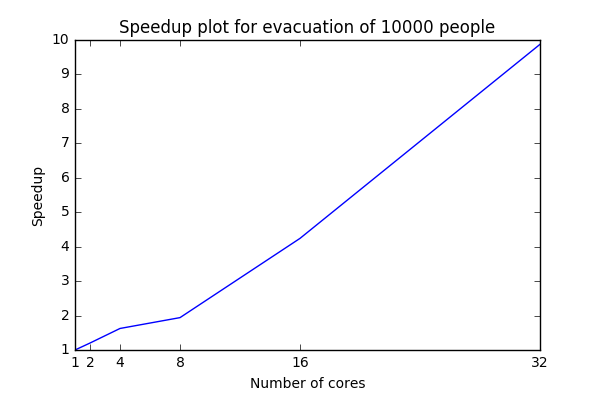 Speedup plot for evacuation of 10000 people
10
9
8
7
6
5
4
3
2
1
Speedup
1 2 4 8 16 32
Number of cores